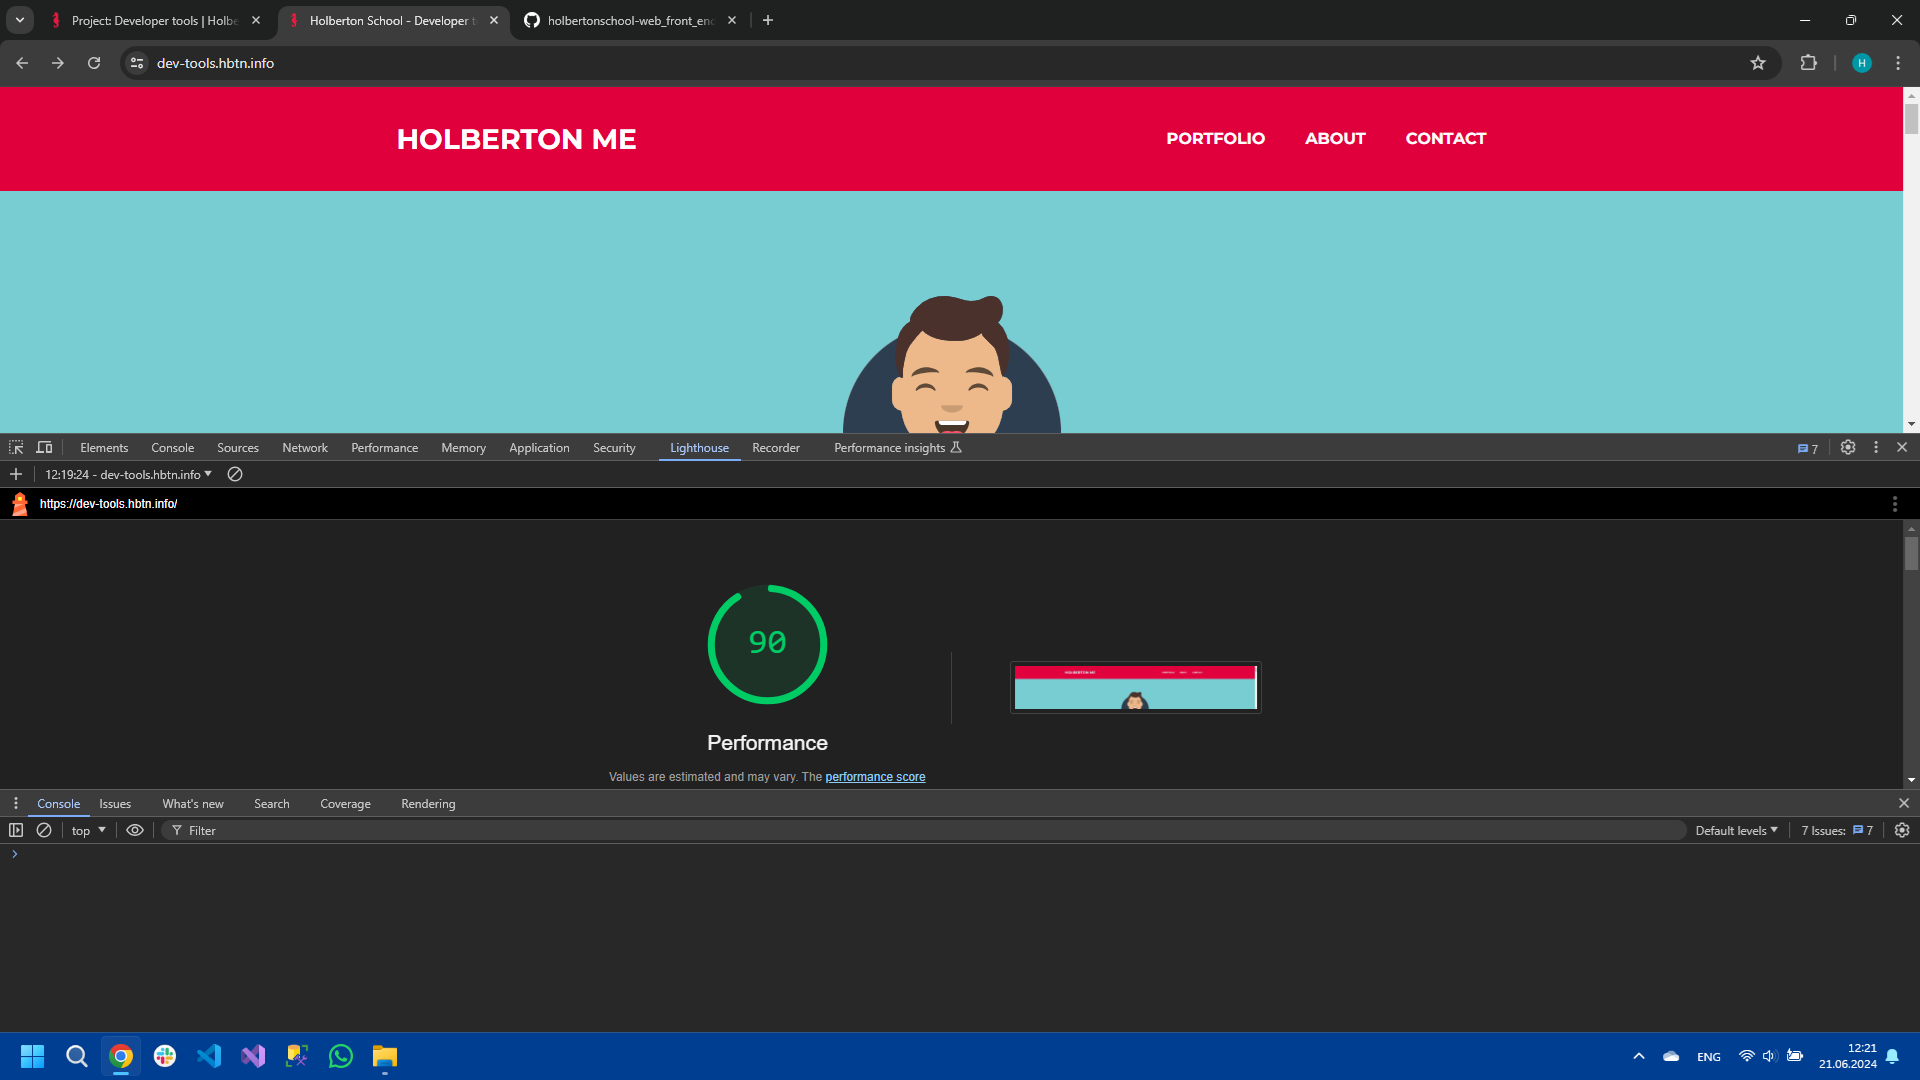 Project: Developer tools | Holbe
Holberton School - Developer t
holbertonschool-web_front_end
dev-tools.hbtn.info
H
HOLBERTON ME
PORTFOLIO ABOUT CONTACT
Elements Console Sources Network Performance Memory Application Security Lighthouse Recorder Performance insights 7
12:19:24 - dev-tools.hbtn.info
https://dev-tools.hbtn.info/
90
HOLBERTON ME
Performance
Values are estimated and may vary. The performance score
Console Issues What's new Search Coverage Rendering
top Filter Default levels 7 Issues: 7
ENG
12:21
21.06.2024